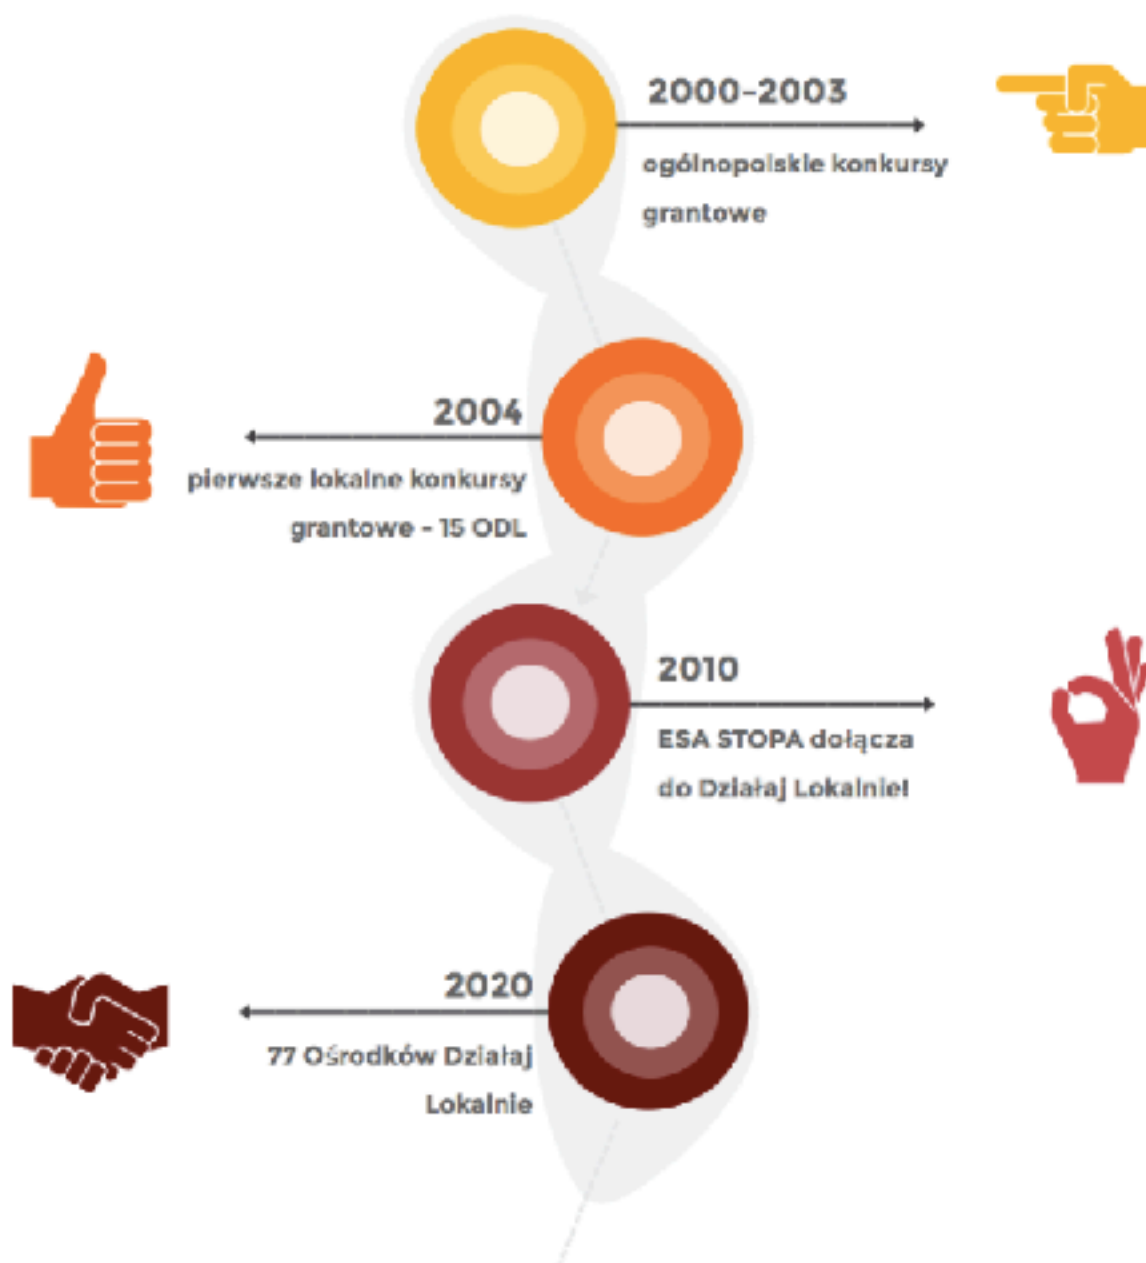 2000-2003
ogólnopolskie konkursy
grantowe
2004
pierwsze lokalne konkursy
grantowe - 15 ODL
2010
ESA STOPA dołącza
do Działaj Lokalnie!
2020
77 Ośrodków Działaj
Lokalnie